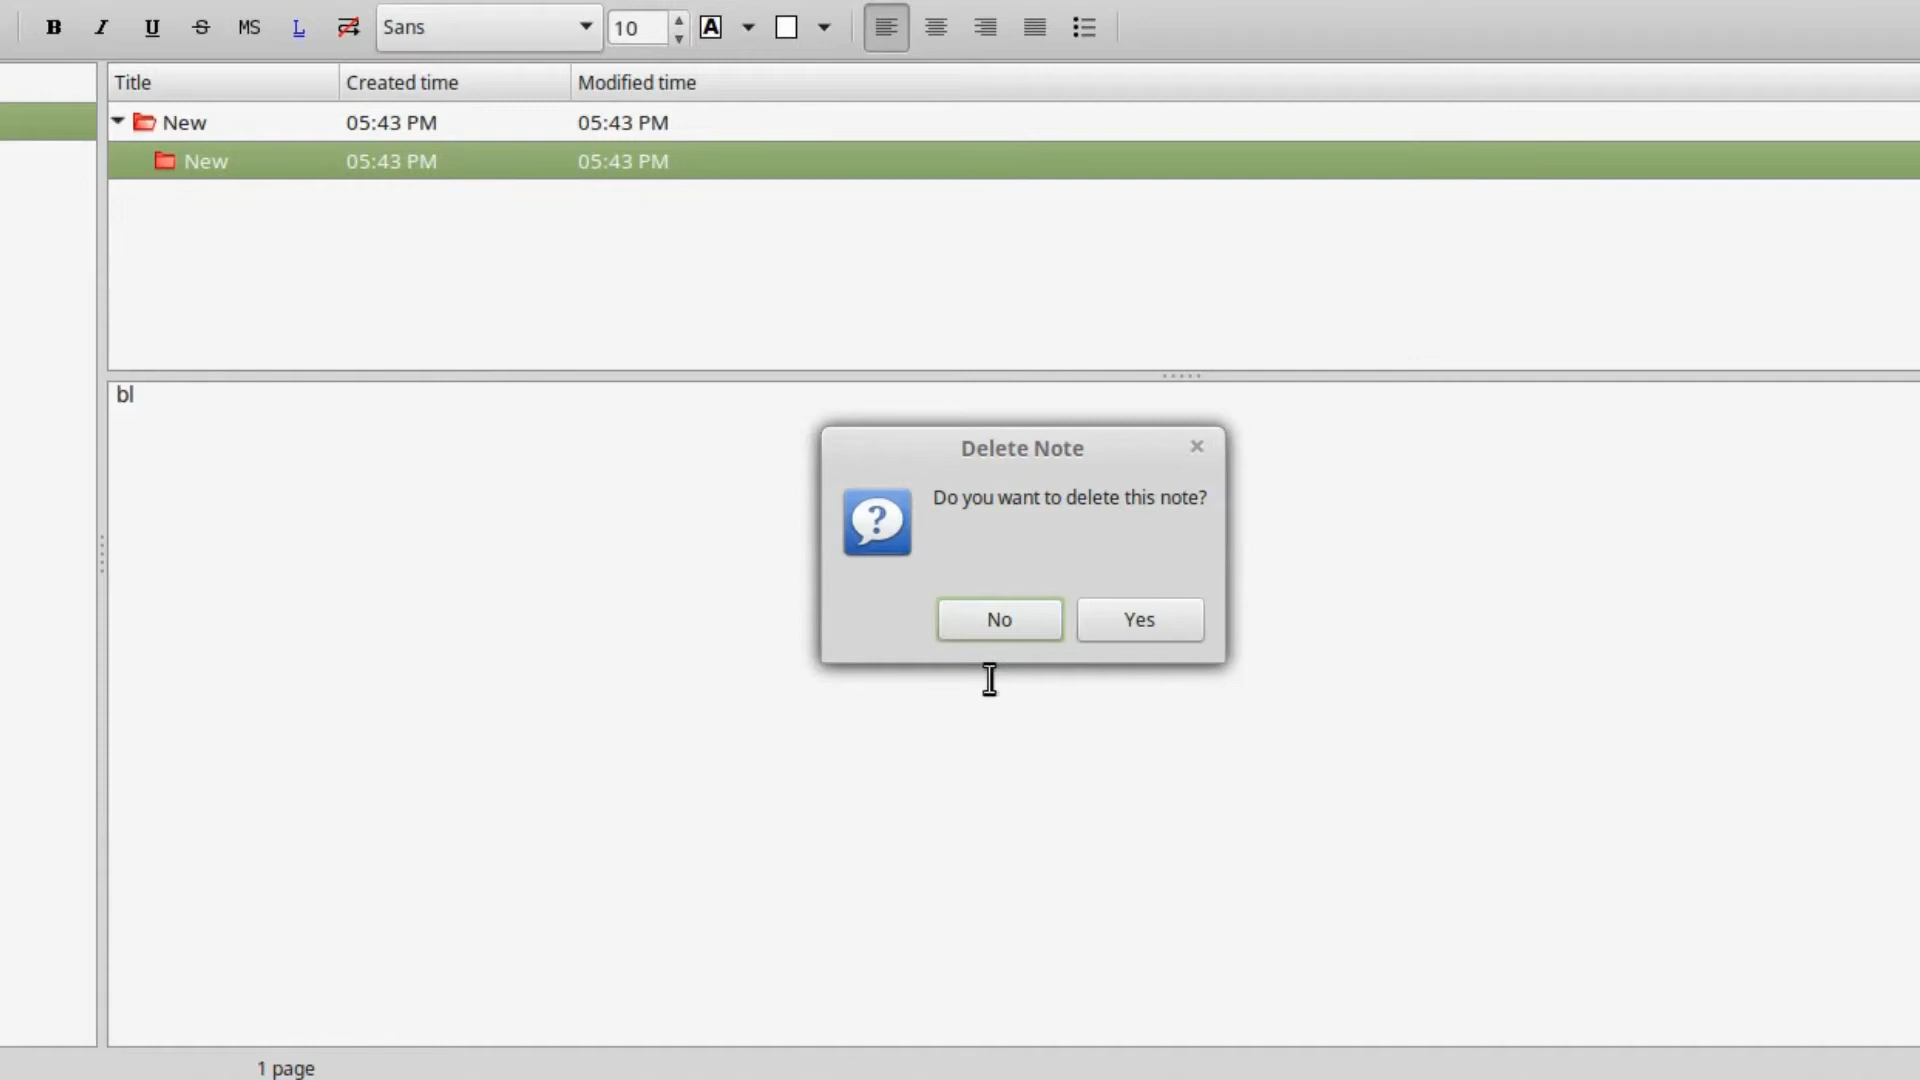 B I U S MS L Sans 10 A
Title Created time Modified time
New 05:43 PM 05:43 PM
New 05:43 PM 05:43 PM
bl
Delete Note
Do you want to delete this note?
No Yes
1 page